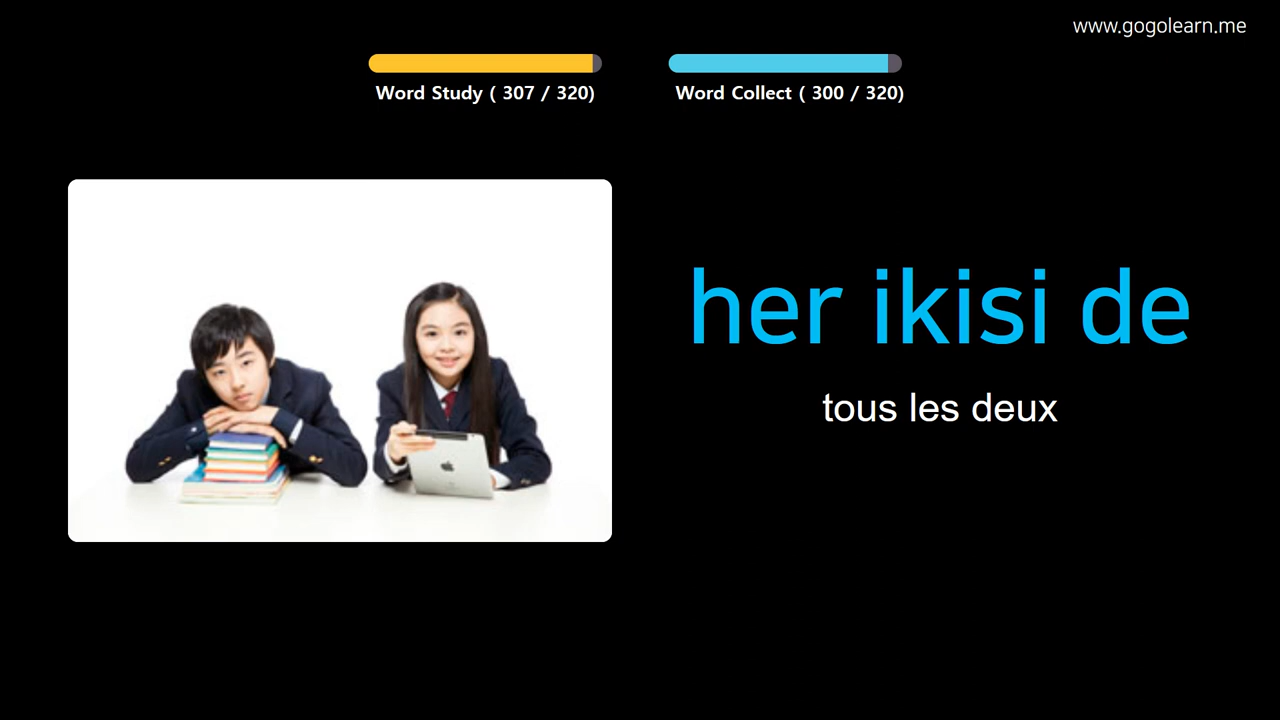 www.gogolearn.me
Word Study ( 307 / 320)
Word Collect ( 300 / 320)
her ikisi de
tous les deux